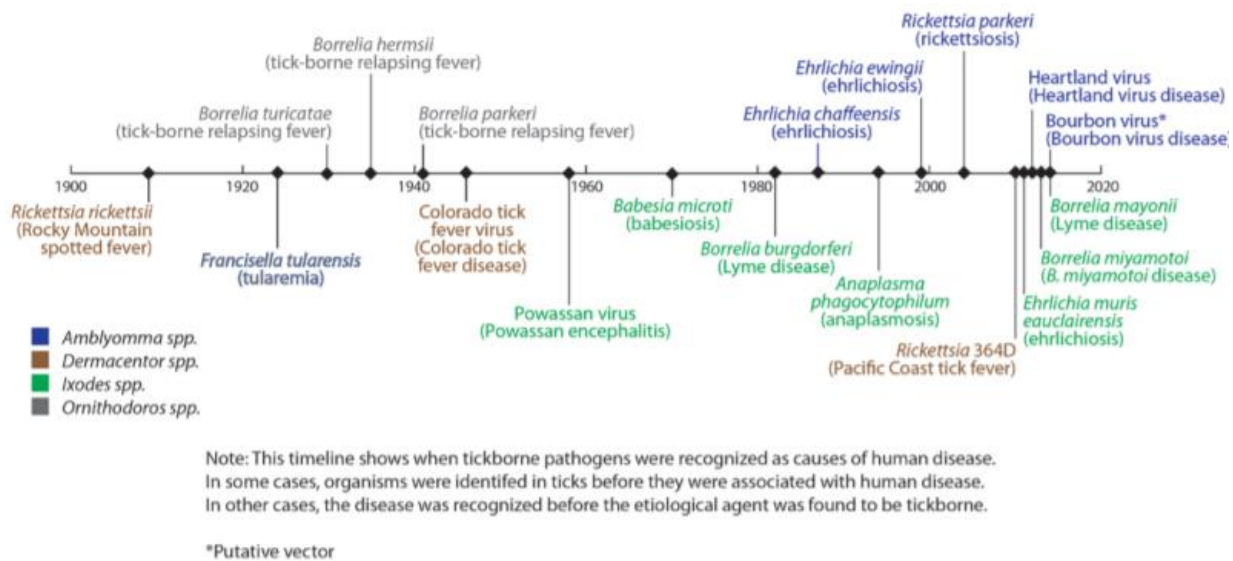 Rickettsia parkeri
(rickettsiosis)
Borrelia hermsii
(tick-borne relapsing fever)
Ehrlichia ewingii
(ehrlichiosis)
Heartland virus
(Heartland virus disease)
Borrelia turicatae
(tick-borne relapsing fever)
Borrelia parkeri
(tick-borne relapsing fever)
Ehrlichia chaffeensis
(ehrlichiosis)
Bourbon virus*
(Bourbon virus disease)
1900
1920
1940
1960
1980
2000
2020
Rickettsia rickettsii
(Rocky Mountain
spotted fever)
Francisella tularensis
(tularemia)
Colorado tick
fever virus
(Colorado tick
fever disease)
Powassan virus
(Powassan encephalitis)
Babesia microti
(babesiosis)
Borrelia burgdorferi
(Lyme disease)
Anaplasma
phagocytophilum
(anaplasmosis)
Rickettsia 364D
(Pacific Coast tick fever)
Borrelia mayonii
(Lyme disease)
Borrelia miyamotoi
(B. miyamotoi disease)
Ehrlichia muris
eauclairensis
(ehrlichiosis)
Amblyomma spp.
Dermacentor spp.
Ixodes spp.
Ornithodoros spp.
Note: This timeline shows when tickborne pathogens were recognized as causes of human disease.
In some cases, organisms were identifed in ticks before they were associated with human disease.
In other cases, the disease was recognized before the etiological agent was found to be tickborne.
*Putative vector